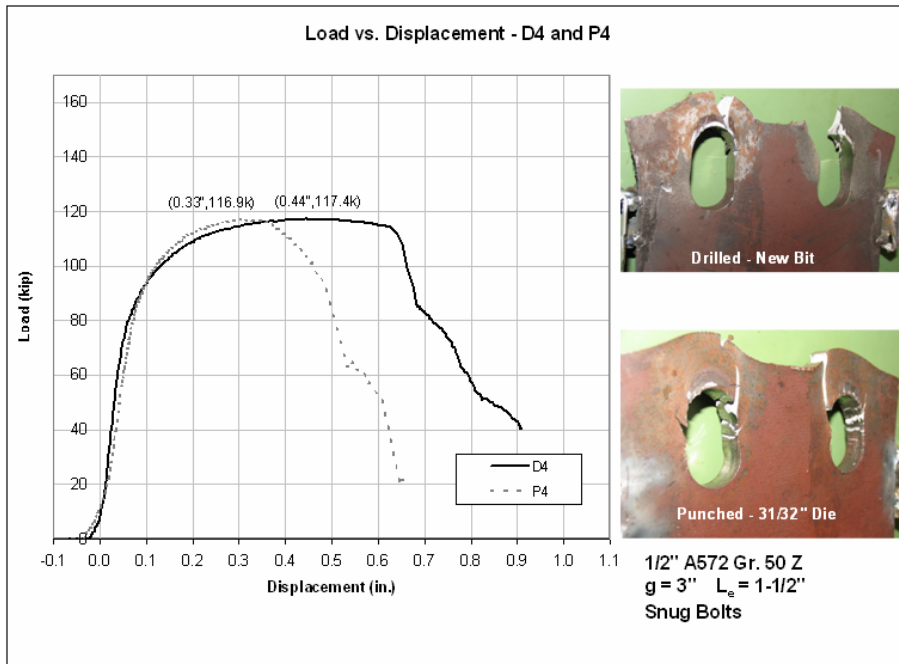 Load vs. Displacement - D4 and P4
160
140
120
100
80
60
40
20
0
-0.1 0.0 0.1 0.2 0.3 0.4 0.5 0.6 0.7 0.8 0.9 1.0 1.1
Load (kip)
Displacement (in.)
(0.33",116.9k) (0.44",117.4k)
D4
P4
Drilled - New Bit
Punched - 31/32" Die
1/2" A572 Gr. 50 Z
g = 3" Le = 1-1/2"
Snug Bolts